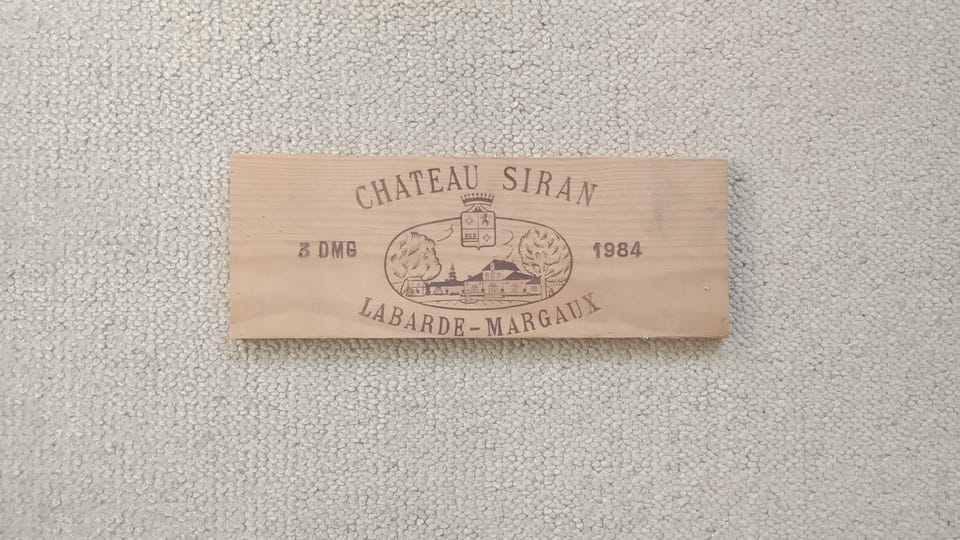 CHATEAU SIRAN
3 DMG
1984
LABARDE-MARGAUX